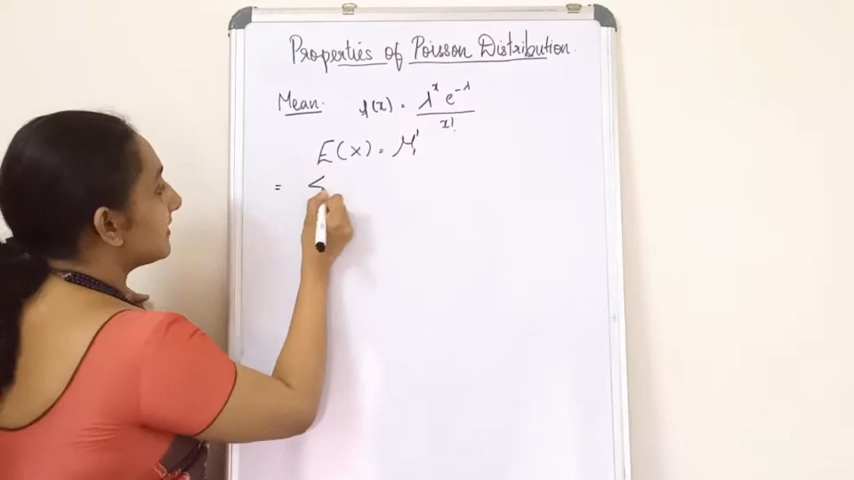 Properties of Poisson Distribution.
Mean. f(x) = λ^x e^-λ / x!
E(x) = μ₁'
= Σ